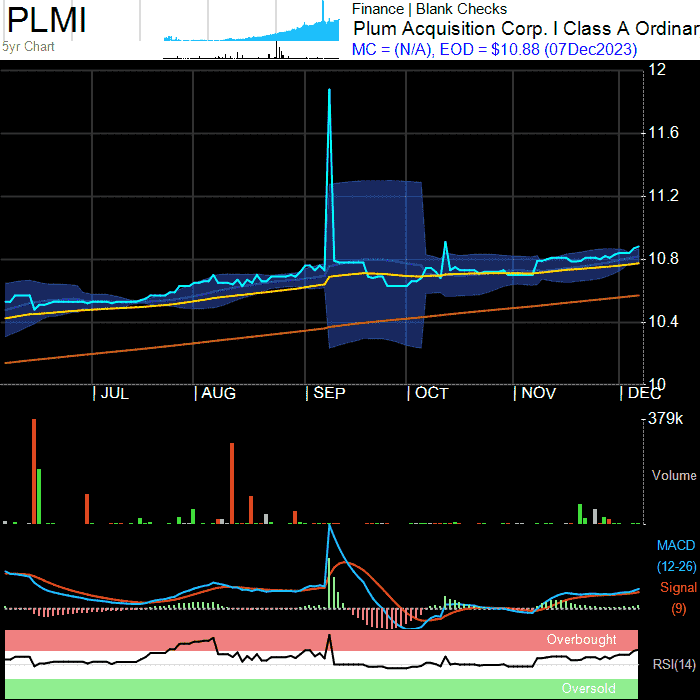 PLMI
5yr Chart
Finance | Blank Checks
Plum Acquisition Corp. I Class A Ordinar
MC = (N/A), EOD = $10.88 (07Dec2023)
12
11.6
11.2
10.8
10.4
10
JUL AUG SEP OCT NOV DEC
379k
Volume
MACD
(12-26)
Signal
(9)
Overbought
RSI(14)
Oversold